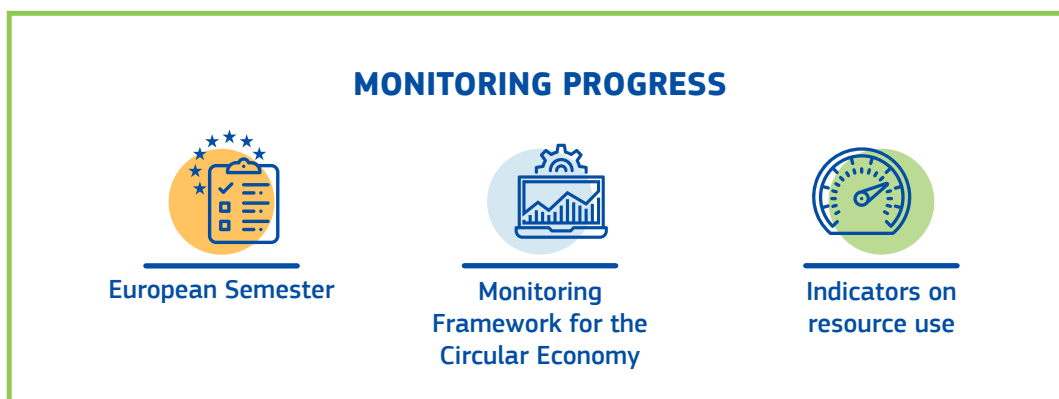 MONITORING PROGRESS
European Semester
Monitoring
Framework for the
Circular Economy
Indicators on
resource use